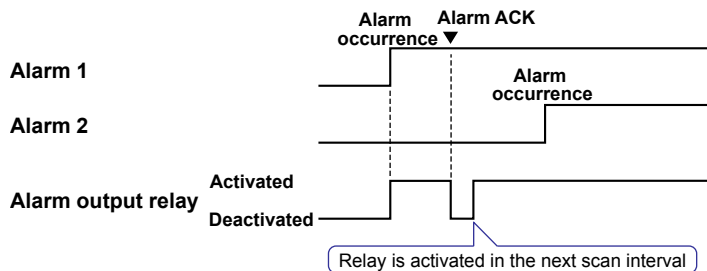 Alarm
occurrence
Alarm ACK
Alarm 1
Alarm
occurrence
Alarm 2
Alarm output relay
Activated
Deactivated
Relay is activated in the next scan interval